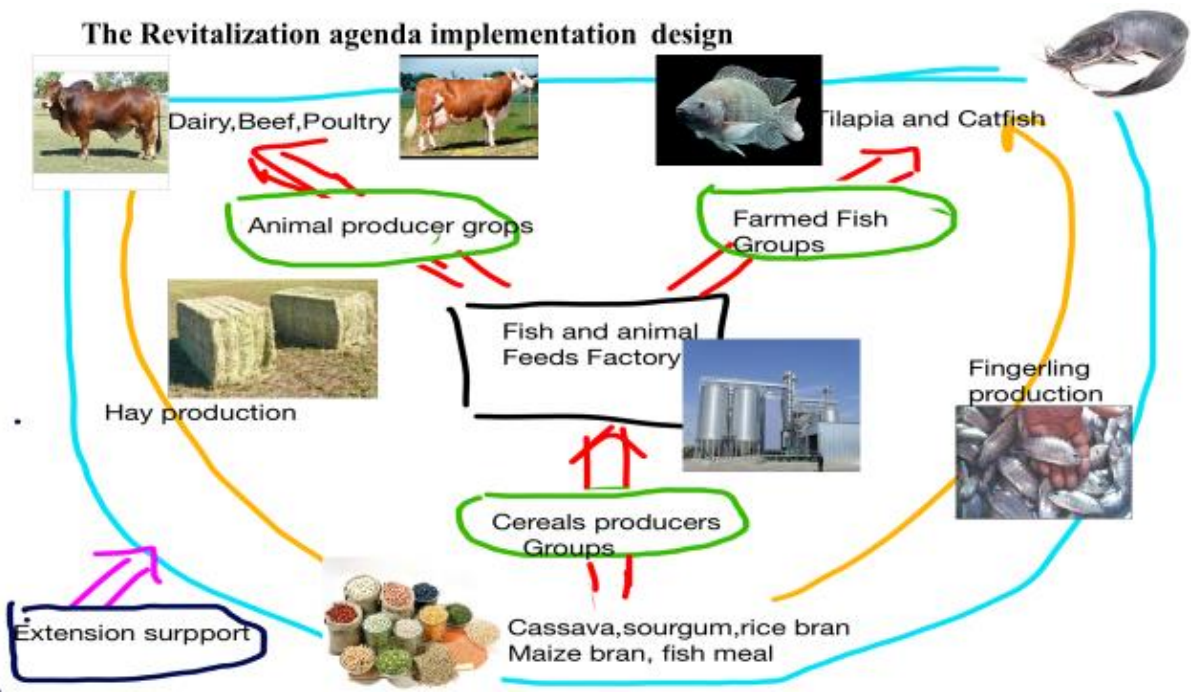 The Revitalization agenda implementation design
Dairy,Beef,Poultry
Tilapia and Catfish
Animal producer grops
Farmed Fish
Groups
Fish and animal
Feeds Factory
Fingerling
production
Hay production
Cereals producers
Groups
Extension surpport
Cassava,sourgum,rice bran
Maize bran, fish meal